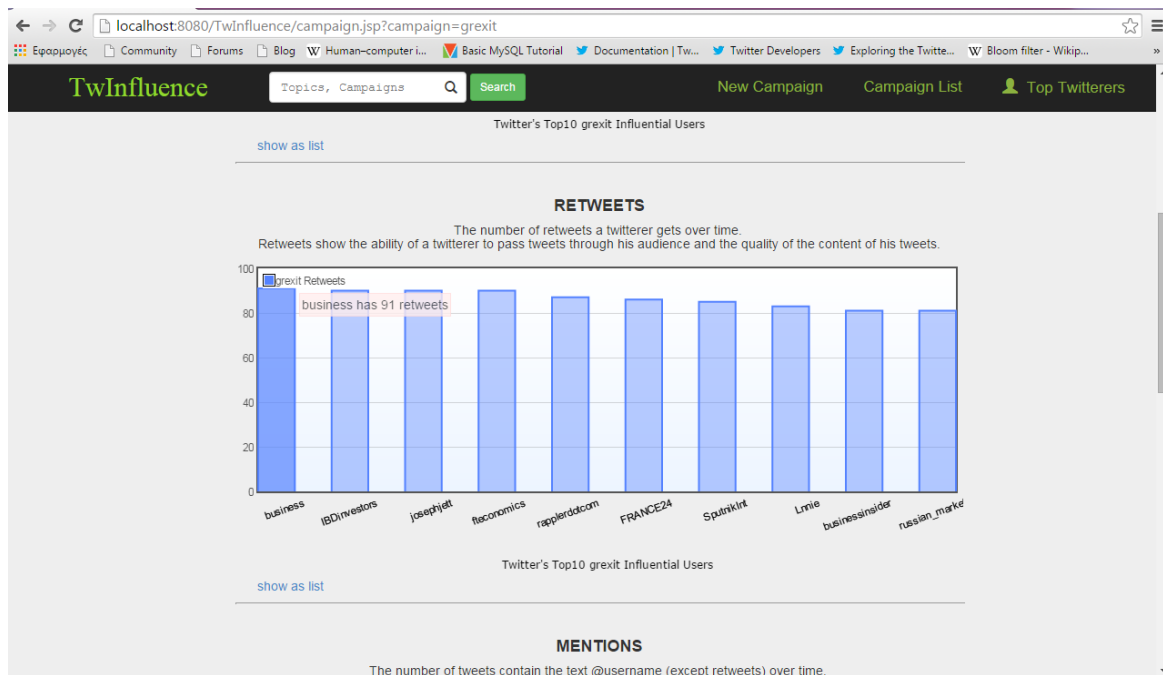 localhost:8080/TwInfluence/campaign.jsp?campaign=grexit
Εφαρμογές Community Forums Blog W Human–computer i... Basic MySQL Tutorial Documentation | Tw... Twitter Developers Exploring the Twitte... W Bloom filter - Wikip... »
TwInfluence Topics, Campaigns Search New Campaign Campaign List Top Twitterers
Twitter's Top10 grexit Influential Users
show as list
RETWEETS
The number of retweets a twitterer gets over time.
Retweets show the ability of a twitterer to pass tweets through his audience and the quality of the content of his tweets.
100
grexit Retweets
business has 91 retweets
80
60
40
20
0
business IBDinvestors josephjett fteconomics rapplerdotcom FRANCE24 SputnikInt Lnnie businessinsider russian_marke
Twitter's Top10 grexit Influential Users
show as list
MENTIONS
The number of tweets contain the text @username (except retweets) over time.